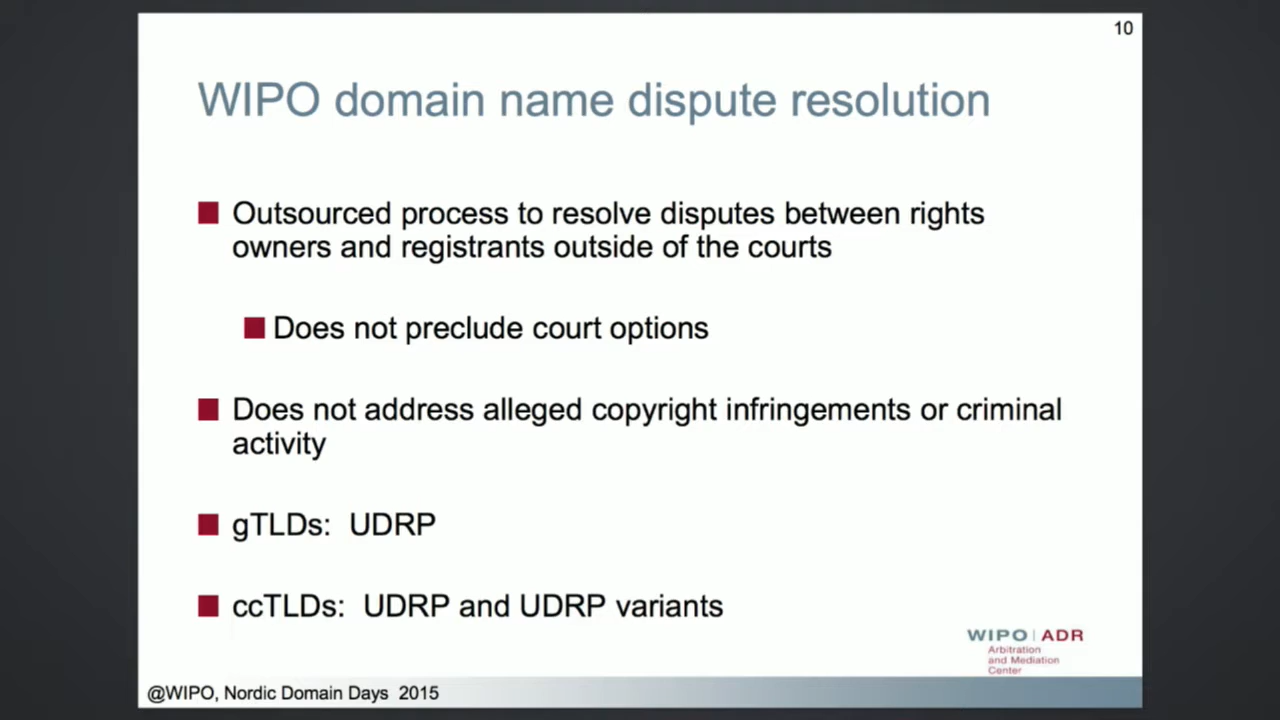 10
WIPO domain name dispute resolution
Outsourced process to resolve disputes between rights
owners and registrants outside of the courts
Does not preclude court options
Does not address alleged copyright infringements or criminal
activity
gTLDs: UDRP
ccTLDs: UDRP and UDRP variants
WIPO | ADR
Arbitration
and Mediation
Center
@WIPO, Nordic Domain Days 2015